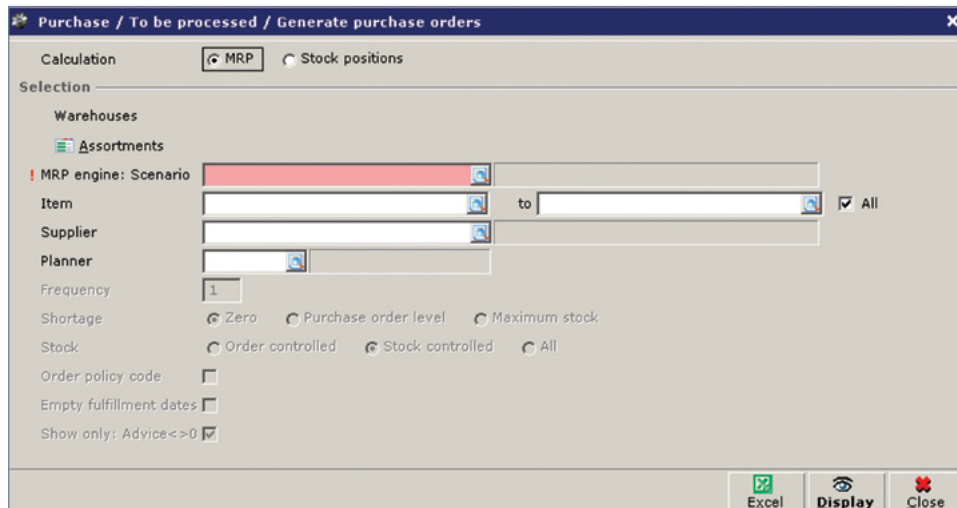 Purchase / To be processed / Generate purchase orders
Calculation MRP Stock positions
Selection
Warehouses
Assortments
! MRP engine: Scenario
Item to All
Supplier
Planner
Frequency 1
Shortage Zero Purchase order level Maximum stock
Stock Order controlled Stock controlled All
Order policy code
Empty fulfillment dates
Show only: Advice<>0
Excel Display Close